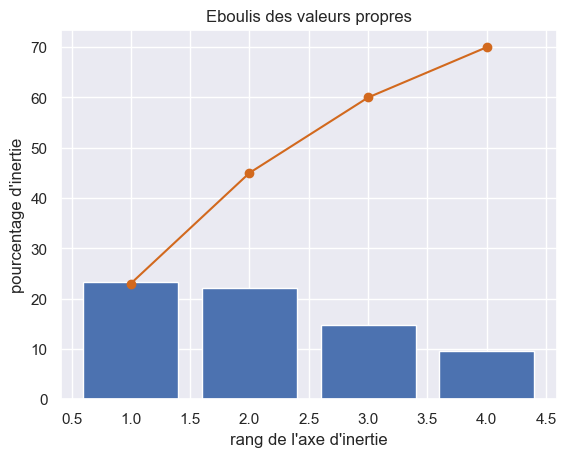 Eboulis des valeurs propres
70
60
50
40
30
20
10
0
pourcentage d'inertie
0.5 1.0 1.5 2.0 2.5 3.0 3.5 4.0 4.5
rang de l'axe d'inertie